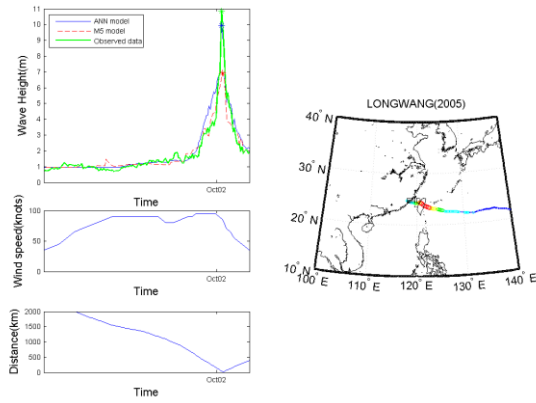 11
10
9
8
7
6
5
4
3
2
1
0
Wave Height(m)
ANN model
M5 model
Observed data
Oct02
Time
100
50
0
Wind speed(Knots)
Oct02
Time
2000
1500
1000
500
0
Distance(km)
Oct02
Time
LONGWANG(2005)
40° N
30° N
20° N
10° N
100° E
110° E
120° E
130° E
140° E